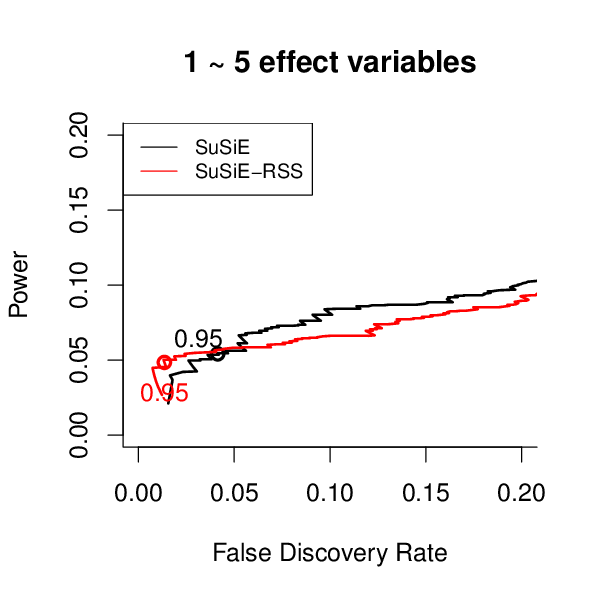 1 ~ 5 effect variables
SuSiE
SuSiE−RSS
0.95
0.95
Power
0.20
0.15
0.10
0.05
0.00
0.00 0.05 0.10 0.15 0.20
False Discovery Rate